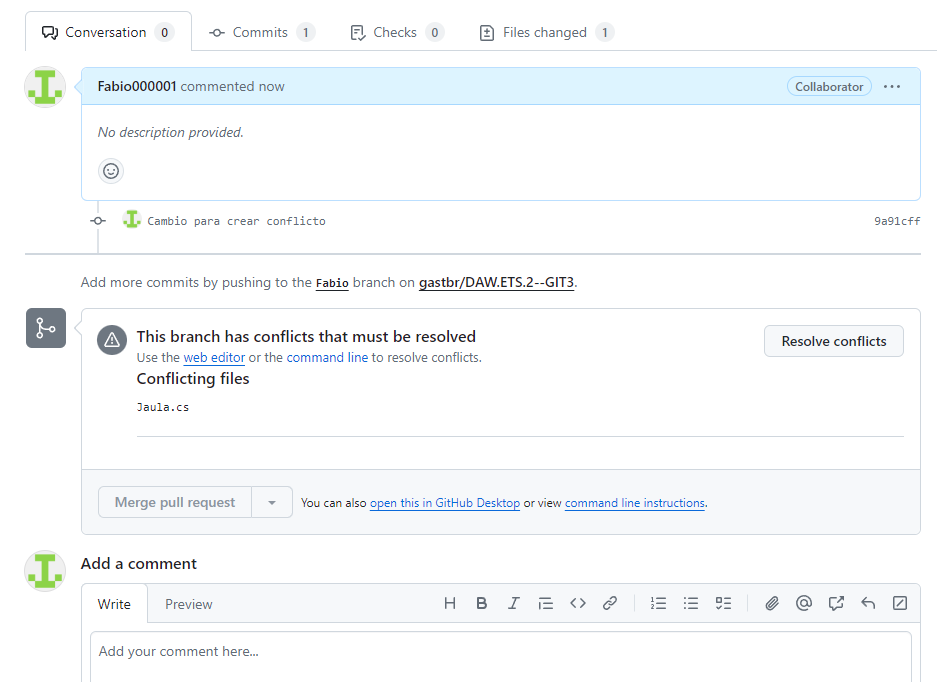 Conversation 0 Commits 1 Checks 0 Files changed 1
Fabio000001 commented now Collaborator
No description provided.
Cambio para crear conflicto 9a91cff
Add more commits by pushing to the Fabio branch on gastbr/DAW.ETS.2--GIT3.
This branch has conflicts that must be resolved
Resolve conflicts
Use the web editor or the command line to resolve conflicts.
Conflicting files
Jaula.cs
Merge pull request You can also open this in GitHub Desktop or view command line instructions.
Add a comment
Write Preview
Add your comment here...